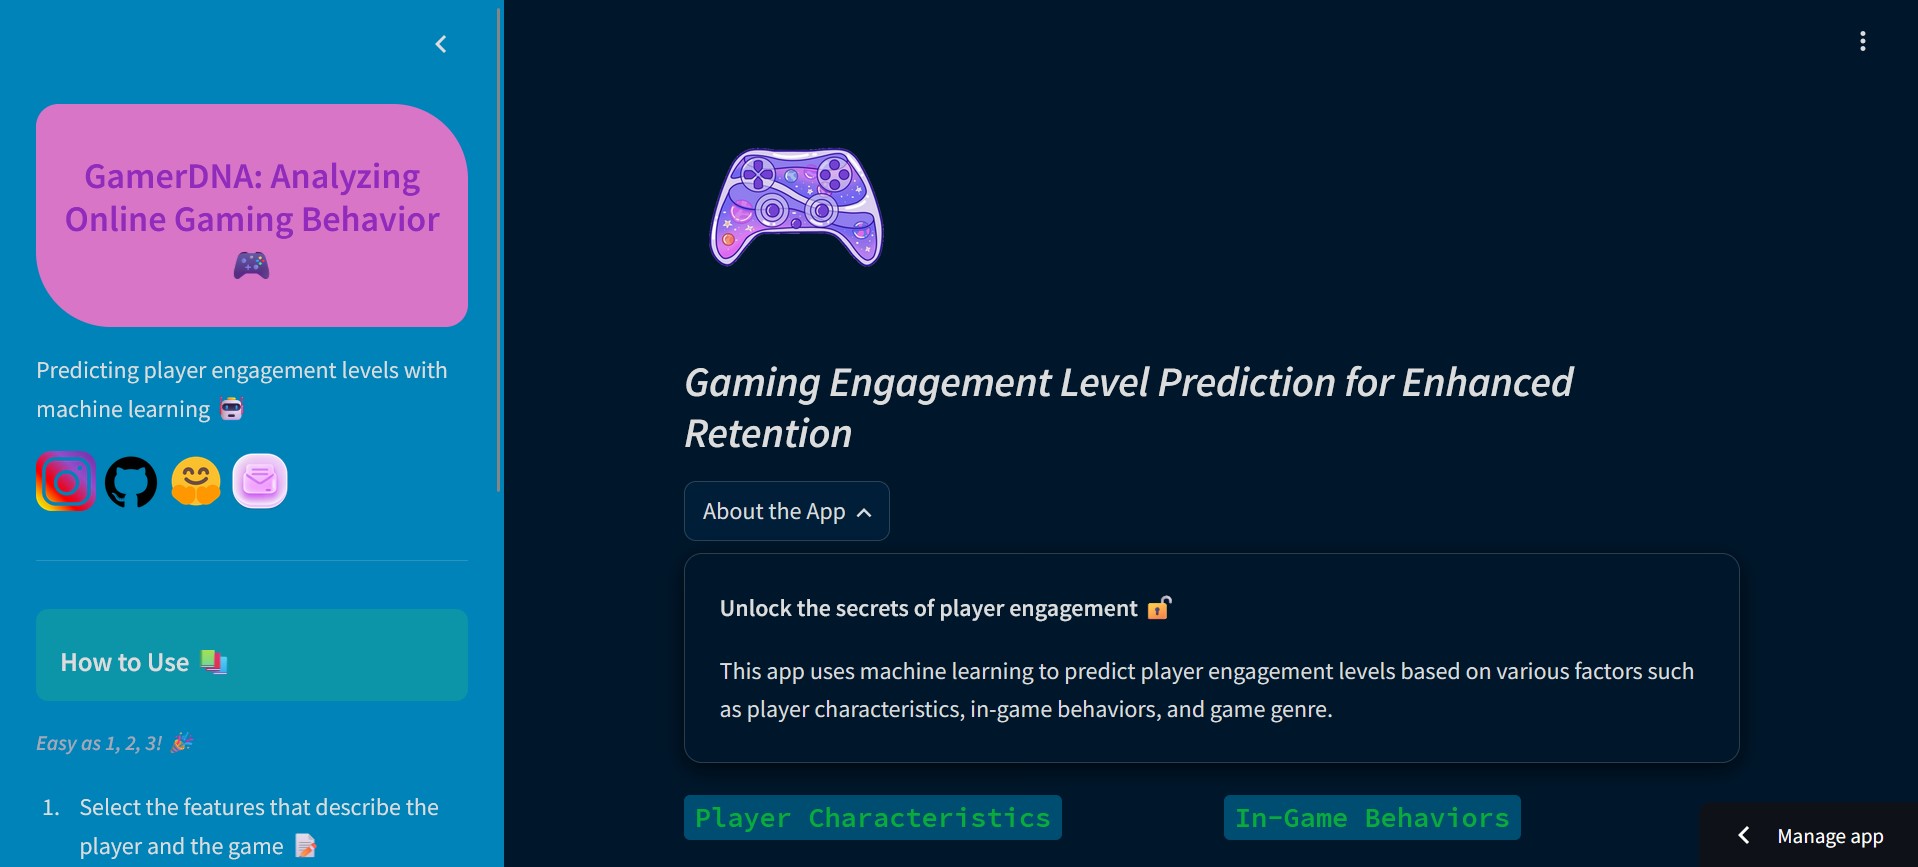 GamerDNA: Analyzing
Online Gaming Behavior
🎮
Predicting player engagement levels with
machine learning 🤖
How to Use 📚
Easy as 1, 2, 3! 🎉
1. Select the features that describe the
player and the game 📝
Gaming Engagement Level Prediction for Enhanced
Retention
About the App
Unlock the secrets of player engagement 🔓
This app uses machine learning to predict player engagement levels based on various factors such
as player characteristics, in-game behaviors, and game genre.
Player Characteristics
In-Game Behaviors
Manage app